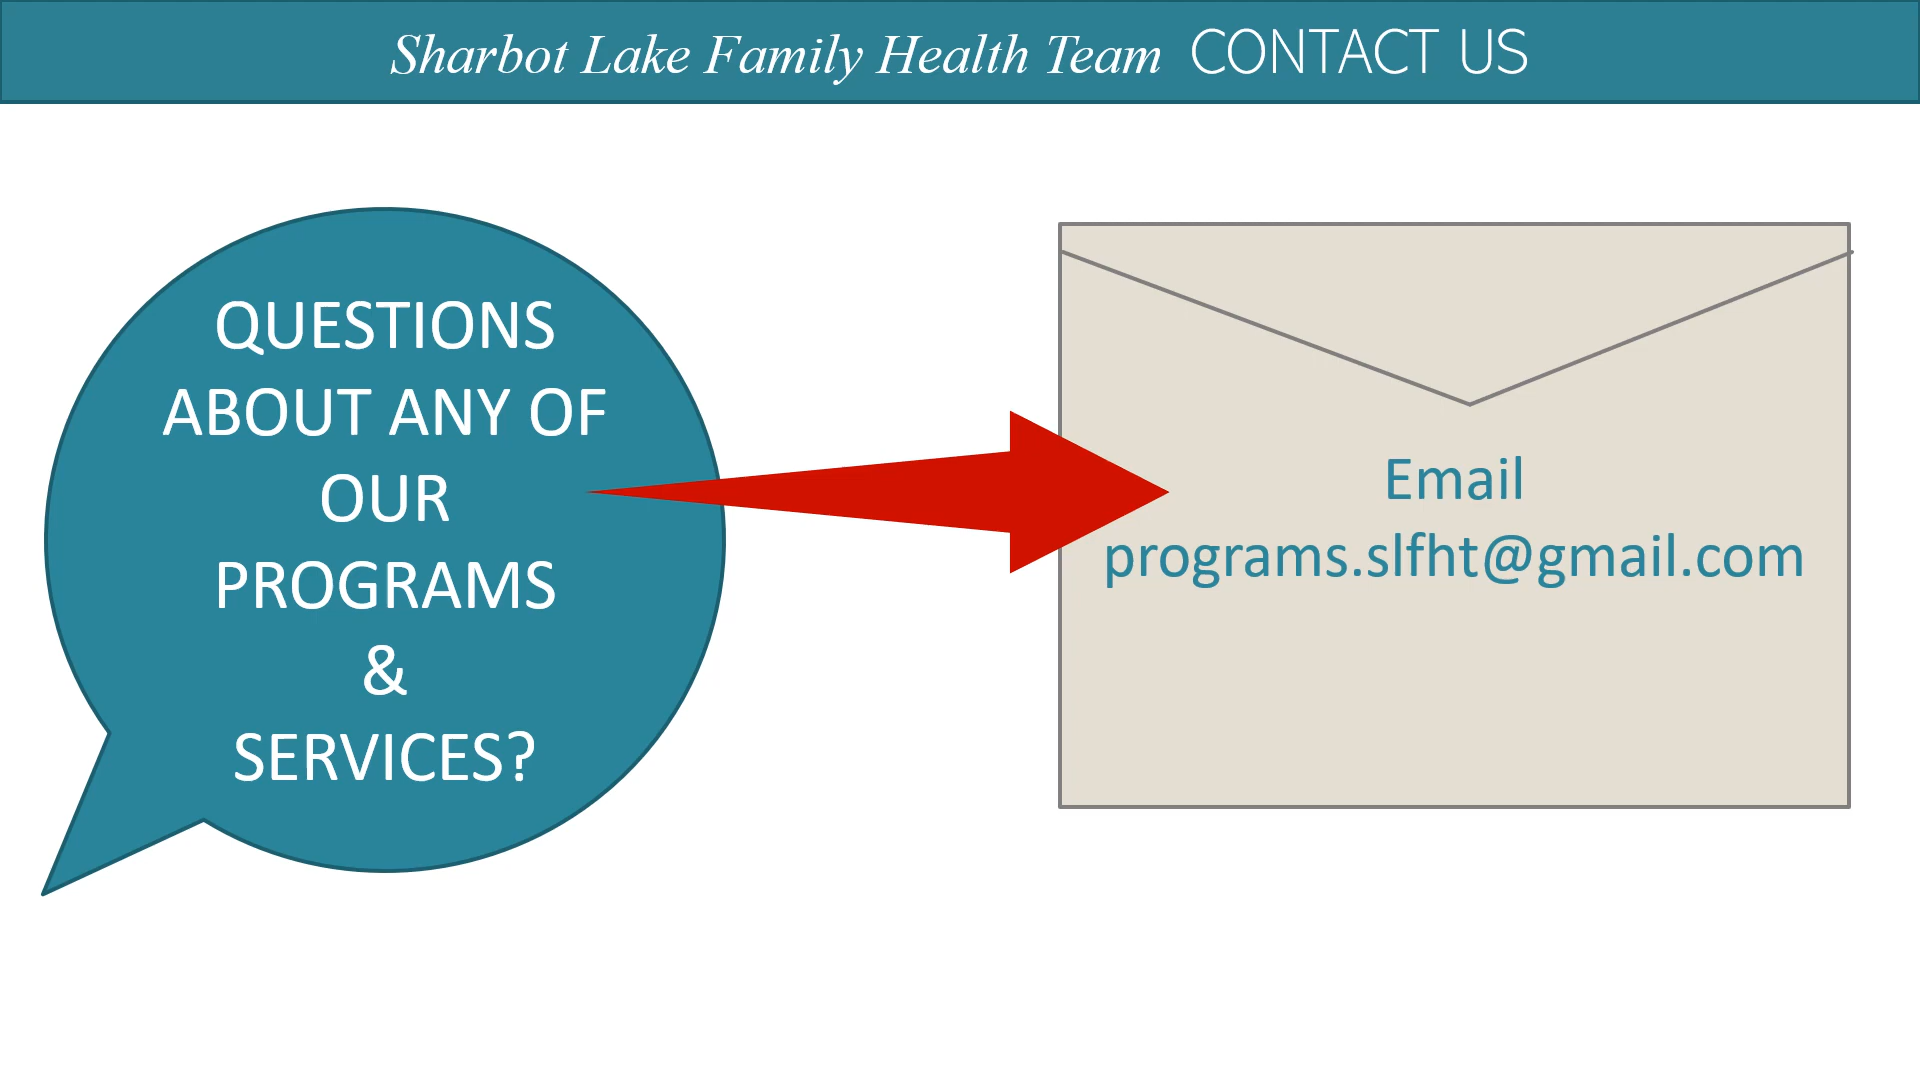 Sharbot Lake Family Health Team CONTACT US
QUESTIONS
ABOUT ANY OF
OUR
PROGRAMS
&
SERVICES?
Email
programs.slfht@gmail.com